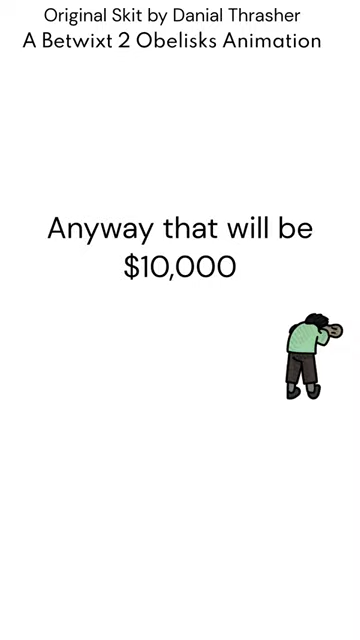 Original Skit by Danial Thrasher
A Betwixt 2 Obelisks Animation
Anyway that will be
$10,000